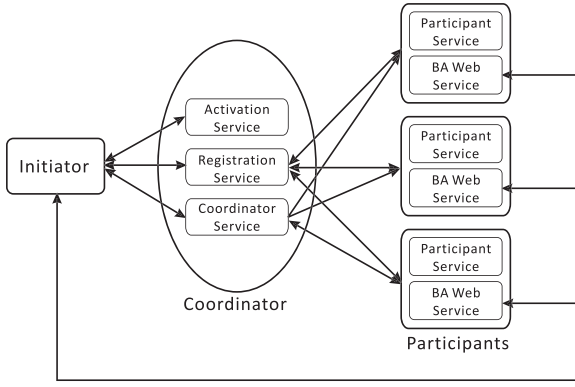 Initiator
Activation
Service
Registration
Service
Coordinator
Service
Coordinator
Participant
Service
BA Web
Service
Participant
Service
BA Web
Service
Participant
Service
BA Web
Service
Participants